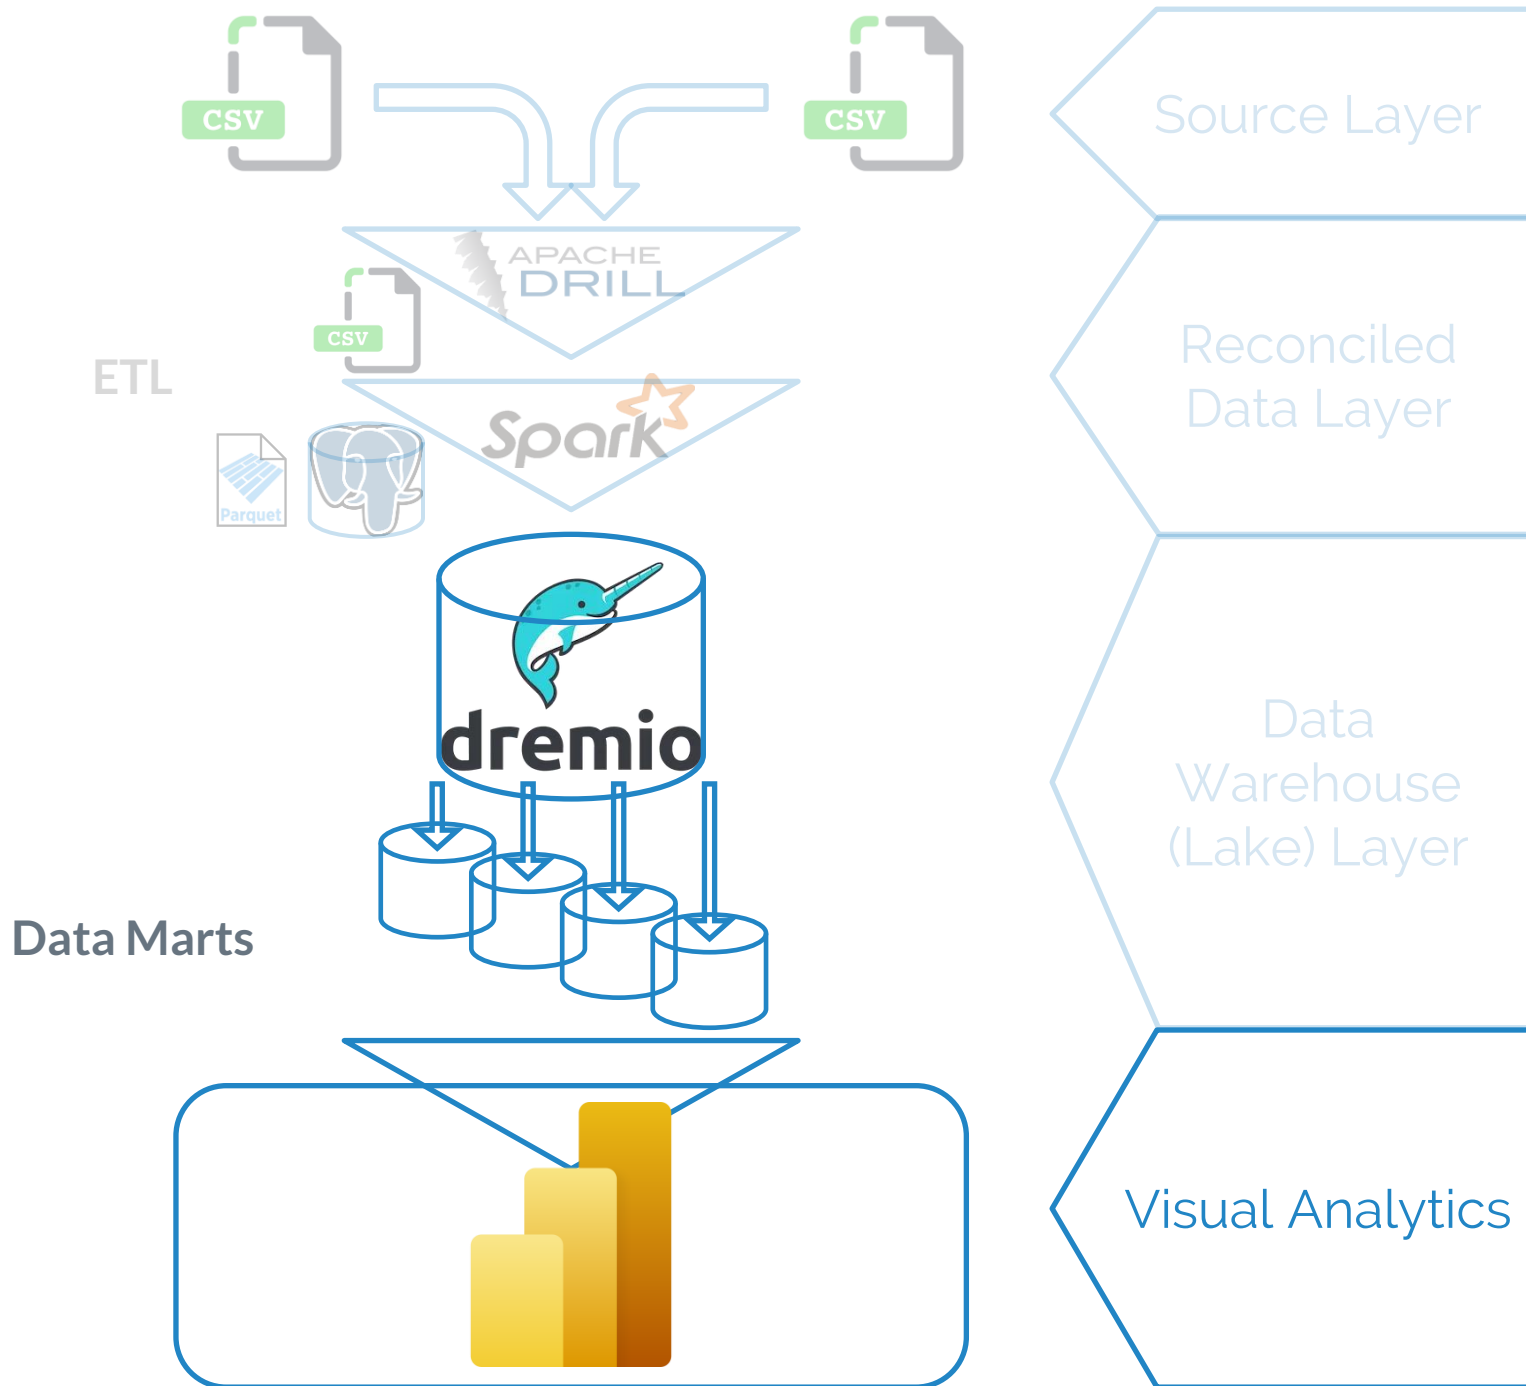 CSV
CSV
Source Layer
APACHE
DRILL
CSV
ETL
Reconciled
Data Layer
Spark
Parquet
dremio
Data
Warehouse
(Lake) Layer
Data Marts
Visual Analytics